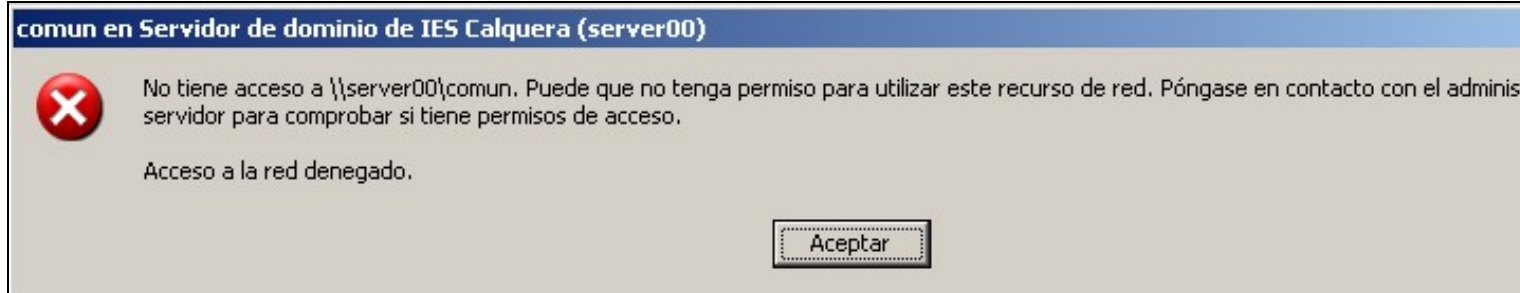 comun en Servidor de dominio de IES Calquera (server00)
No tiene acceso a \\server00\comun. Puede que no tenga permiso para utilizar este recurso de red. Póngase en contacto con el adminis
servidor para comprobar si tiene permisos de acceso.
Acceso a la red denegado.
Aceptar